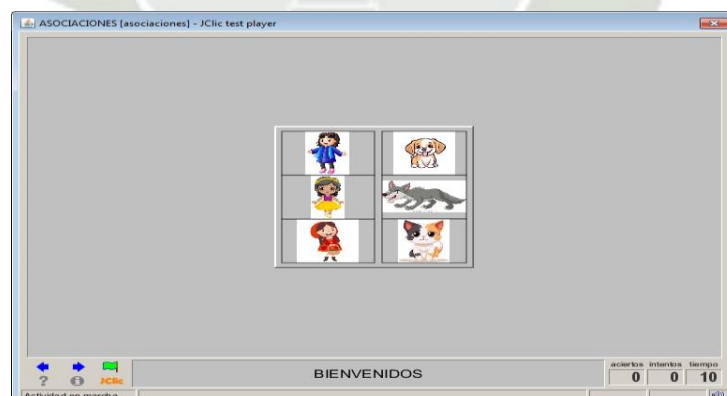 ASOCIACIONES [asociaciones] - JClic test player
aciertos intentos tiempo
BIENVENIDOS
0 0 10
JClic
Actividad en marcha